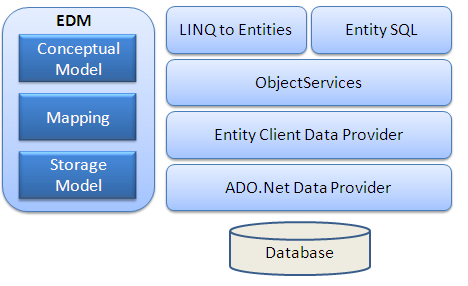 EDM
Conceptual
Model
Mapping
Storage
Model
LINQ to Entities
Entity SQL
ObjectServices
Entity Client Data Provider
ADO.Net Data Provider
Database